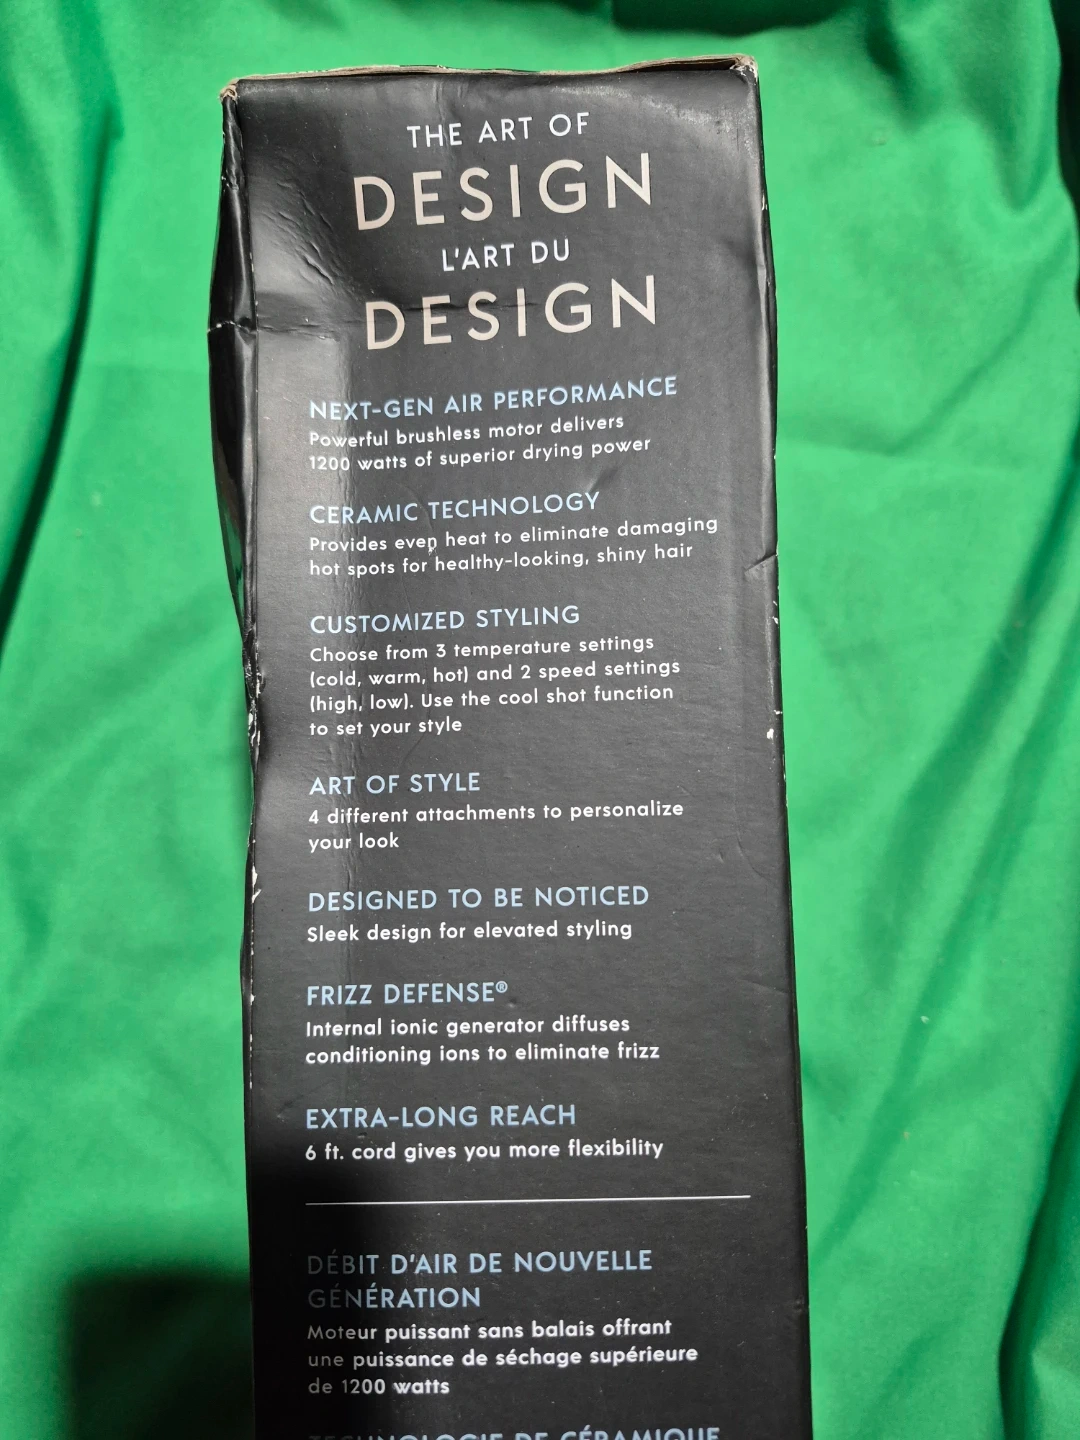 THE ART OF
DESIGN
L'ART DU
DESIGN
NEXT-GEN AIR PERFORMANCE
Powerful brushless motor delivers
1200 watts of superior drying power
CERAMIC TECHNOLOGY
Provides even heat to eliminate damaging
hot spots for healthy-looking, shiny hair
CUSTOMIZED STYLING
Choose from 3 temperature settings
(cold, warm, hot) and 2 speed settings
(high, low). Use the cool shot function
to set your style
ART OF STYLE
4 different attachments to personalize
your look
DESIGNED TO BE NOTICED
Sleek design for elevated styling
FRIZZ DEFENSE®
Internal ionic generator diffuses
conditioning ions to eliminate frizz
EXTRA-LONG REACH
6 ft. cord gives you more flexibility
DÉBIT D'AIR DE NOUVELLE
GÉNÉRATION
Moteur puissant sans balais offrant
une puissance de séchage supérieure
de 1200 watts
TECHNOLOGIE DE CÉRAMIQUE